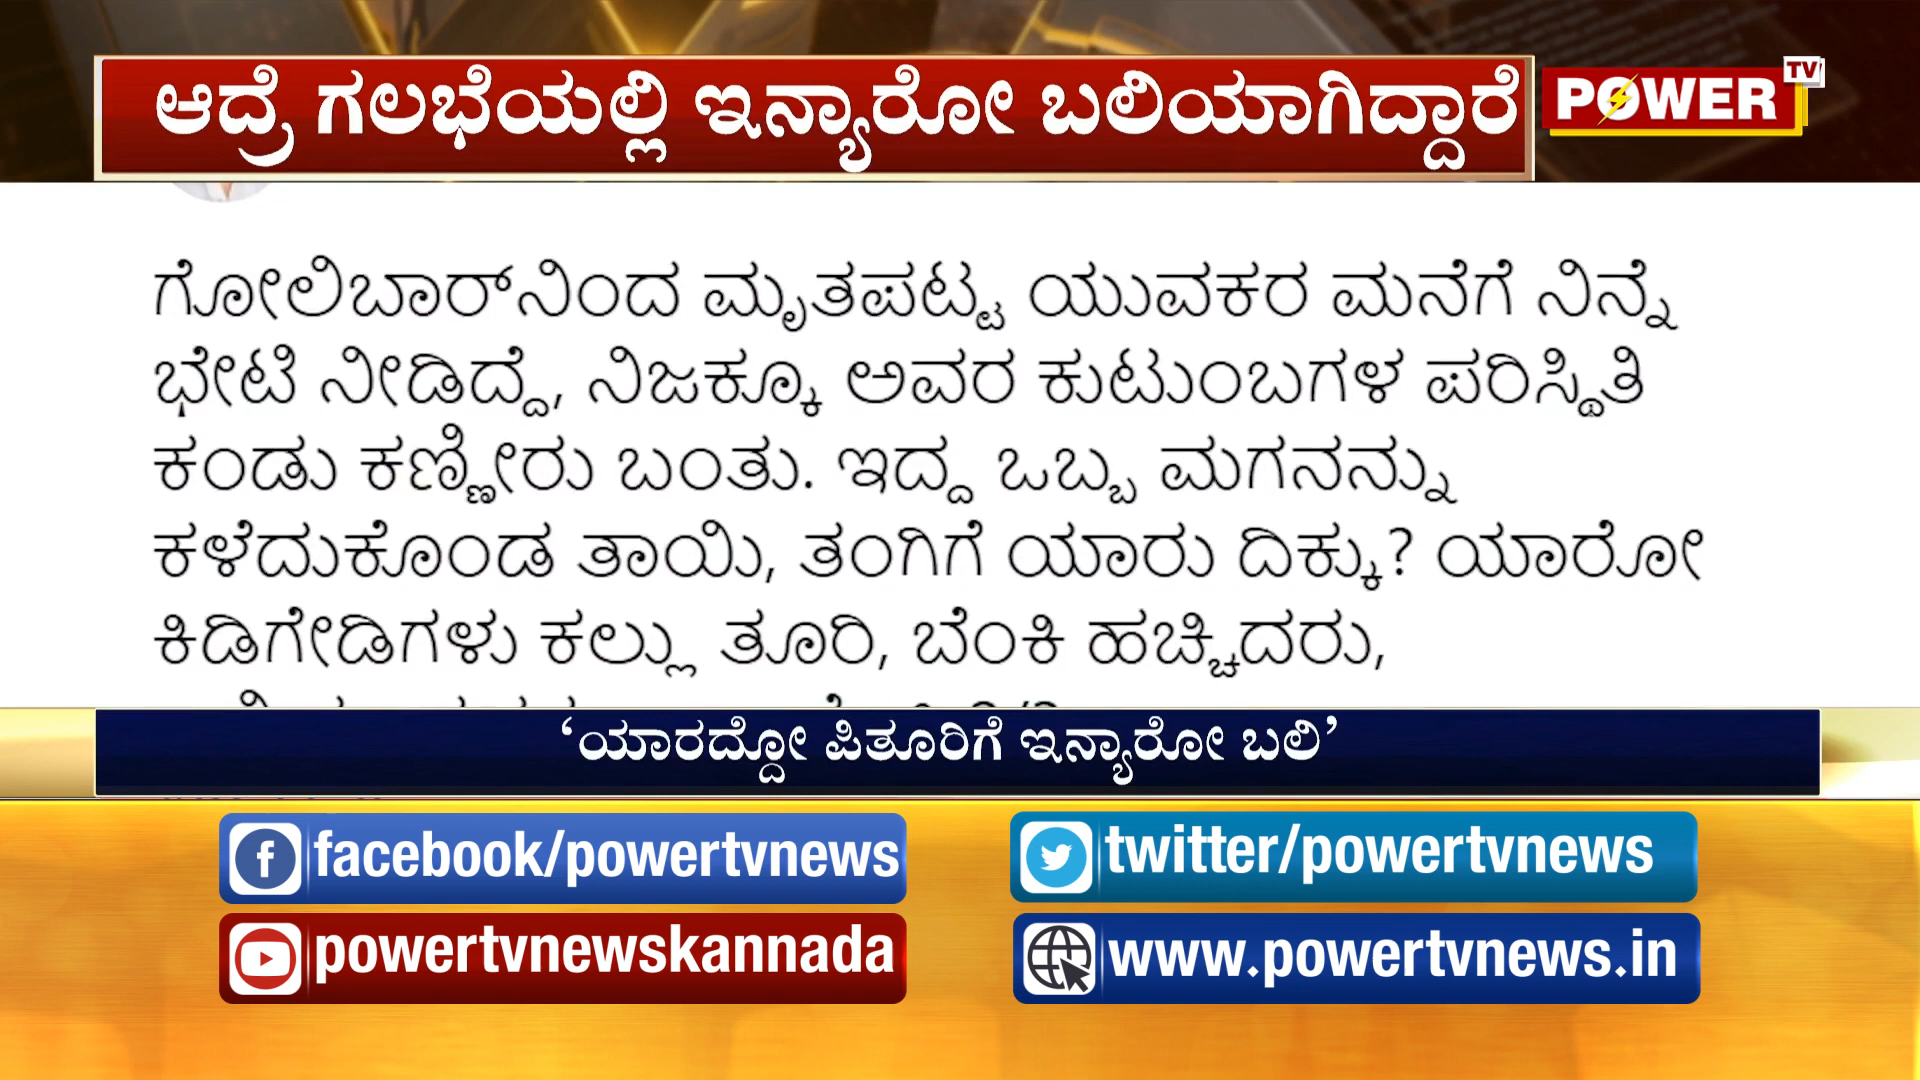 ಆದ್ರೆ ಗಲಭೆಯಲ್ಲಿ ಇನ್ಯಾರೋ ಬಲಿಯಾಗಿದ್ದಾರೆ
POWER TV
ಗೋಲಿಬಾರ್‌ನಿಂದ ಮೃತಪಟ್ಟ ಯುವಕರ ಮನೆಗೆ ನಿನ್ನೆ
ಭೇಟಿ ನೀಡಿದ್ದೆ, ನಿಜಕ್ಕೂ ಅವರ ಕುಟುಂಬಗಳ ಪರಿಸ್ಥಿತಿ
ಕಂಡು ಕಣ್ಣೀರು ಬಂತು. ಇದ್ದ ಒಬ್ಬ ಮಗನನ್ನು
ಕಳೆದುಕೊಂಡ ತಾಯಿ, ತಂಗಿಗೆ ಯಾರು ದಿಕ್ಕು? ಯಾರೋ
ಕಿಡಿಗೇಡಿಗಳು ಕಲ್ಲು ತೂರಿ, ಬೆಂಕಿ ಹಚ್ಚಿದರು,
‘ಯಾರದ್ದೋ ಪಿತೂರಿಗೆ ಇನ್ಯಾರೋ ಬಲಿ’
facebook/powertvnews
twitter/powertvnews
powertvnewskannada
www.powertvnews.in